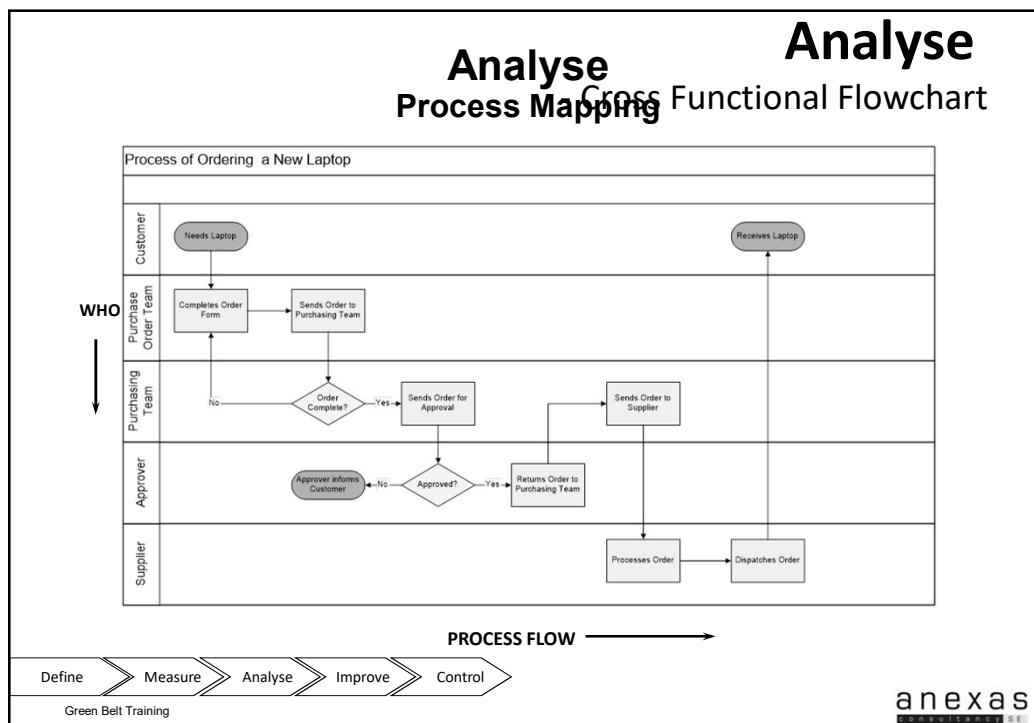 Analyse
Analyse
Process Mapping
- Cross Functional Flowchart
Process of Ordering a New Laptop
Customer
Needs Laptop
Receives Laptop
WHO
Purchase
Order Team
Completes Order
Form
Sends Order to
Purchasing Team
Purchasing
Team
No
Order
Complete?
Yes
Sends Order for
Approval
Sends Order to
Supplier
Approver
Approver informs
Customer
No
Approved?
Yes
Returns Order to
Purchasing Team
Supplier
Processes Order
Dispatches Order
PROCESS FLOW
Define
Measure
Analyse
Improve
Control
Green Belt Training
anexas
consultancy SE